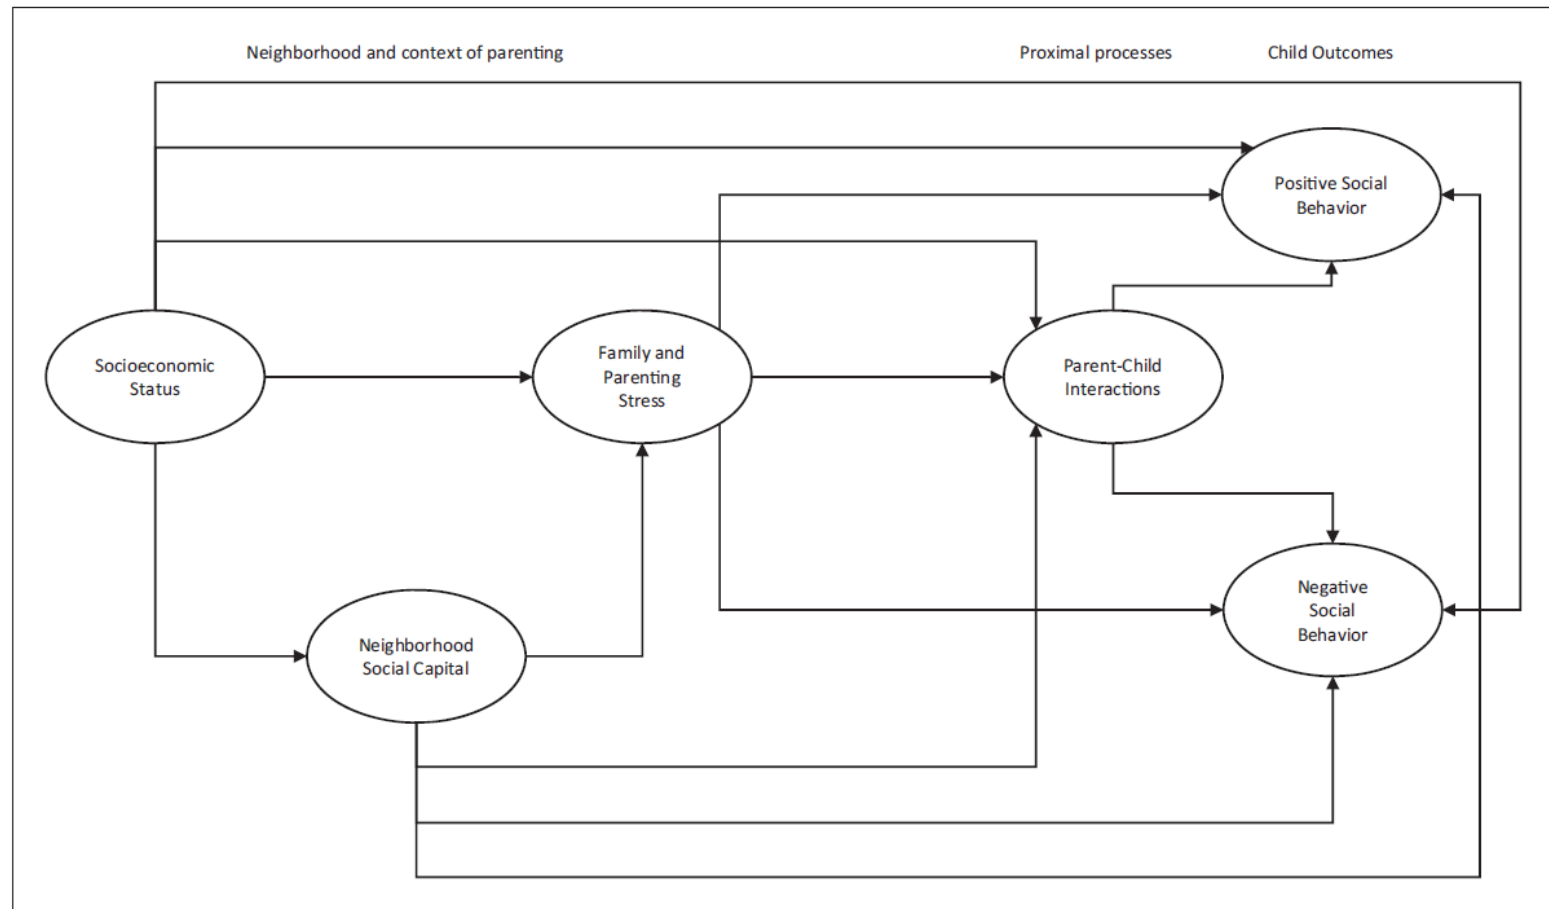 Neighborhood and context of parenting
Proximal processes
Child Outcomes
Positive Social
Behavior
Socioeconomic
Status
Family and
Parenting
Stress
Parent-Child
Interactions
Neighborhood
Social Capital
Negative
Social
Behavior